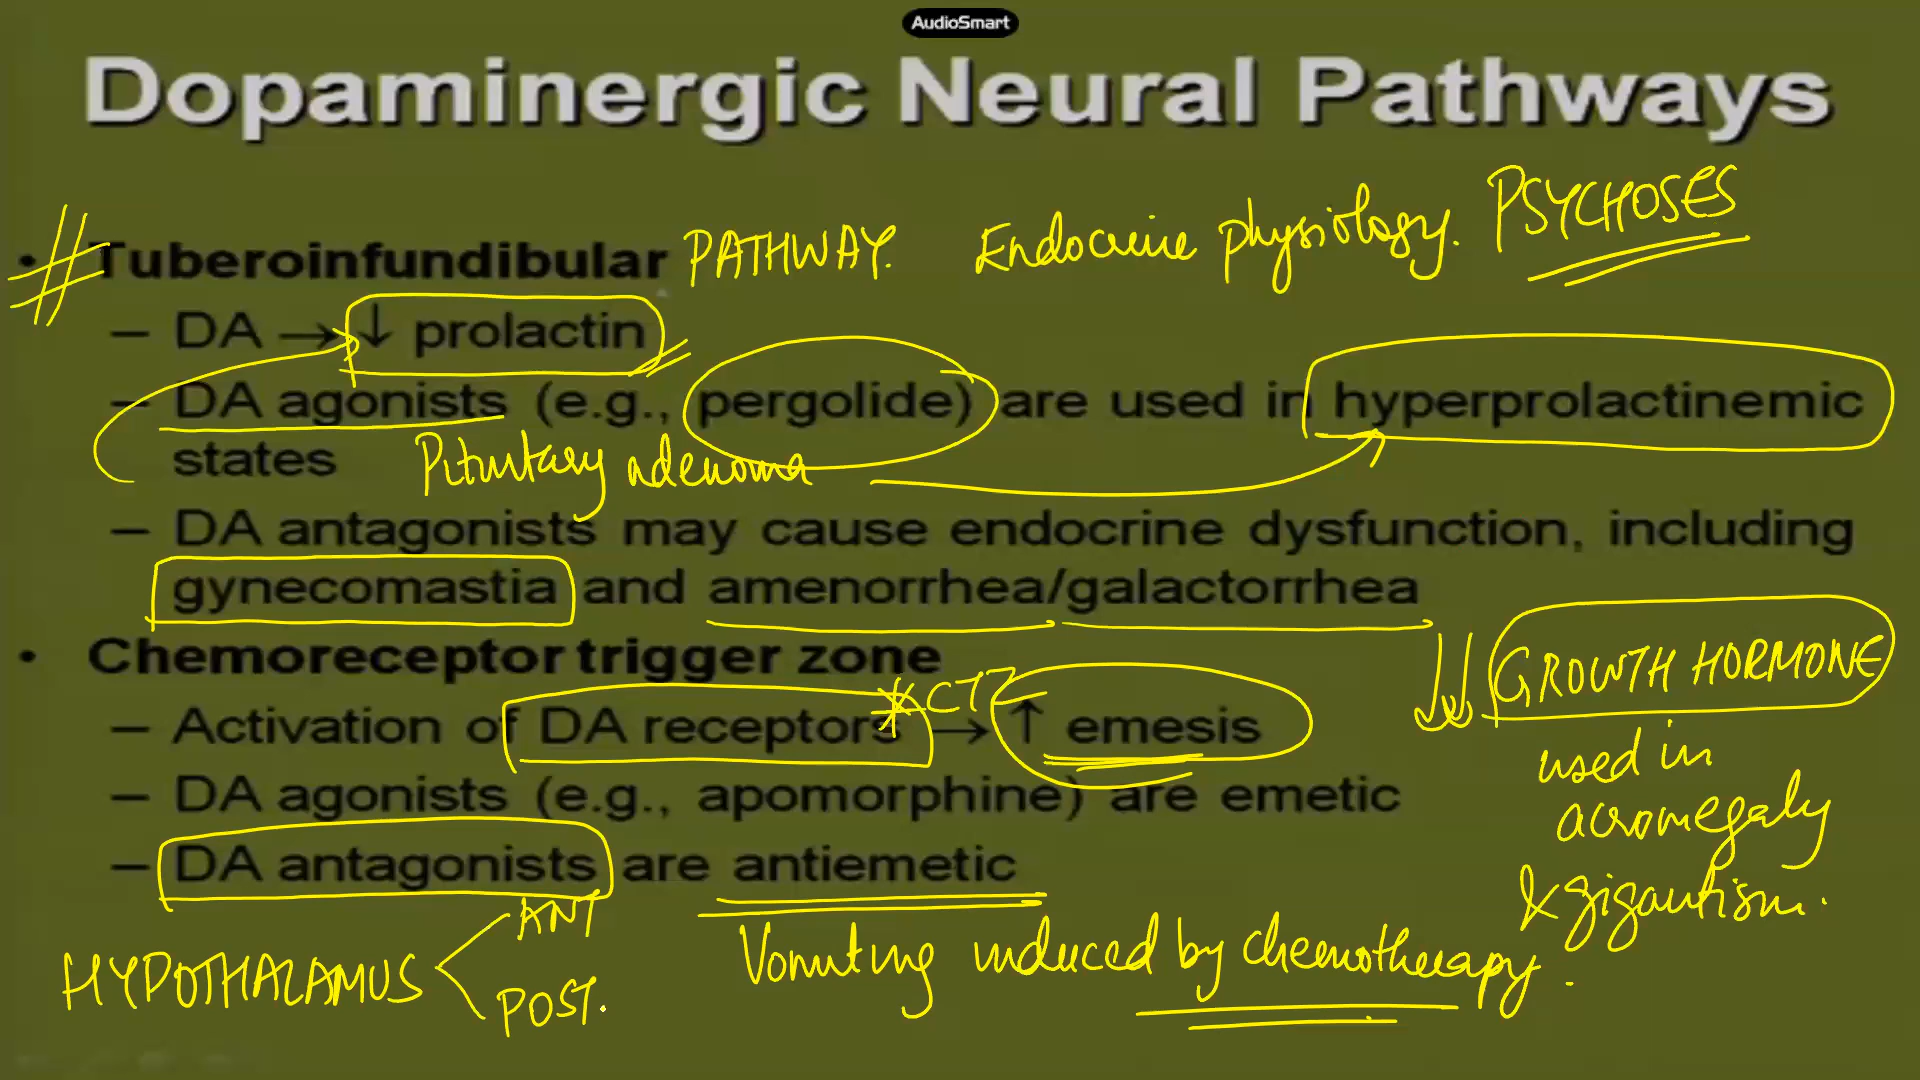 AudioSmart
Dopaminergic Neural Pathways
# • Tuberoinfundibular PATHWAY. Endocrine physiology. PSYCHOSES
– DA → ↓ prolactin
– DA agonists (e.g., pergolide) are used in hyperprolactinemic
states Pituitary adenoma
– DA antagonists may cause endocrine dysfunction, including
gynecomastia and amenorrhea/galactorrhea
↓↓ GROWTH HORMONE
used in
acromegaly
& gigantism.
• Chemoreceptor trigger zone
– Activation of DA receptors * CTZ → ↑ emesis
– DA agonists (e.g., apomorphine) are emetic
– DA antagonists are antiemetic
HYPOTHALAMUS < ANT
POST.
Vomiting induced by chemotherapy.